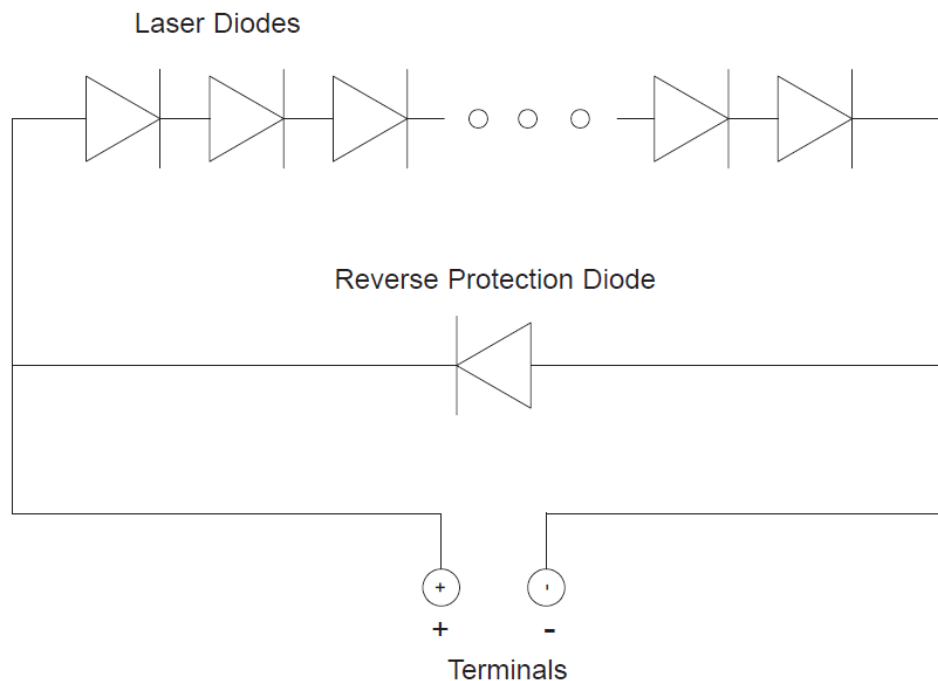 Laser Diodes
Reverse Protection Diode
+ -
+ -
Terminals